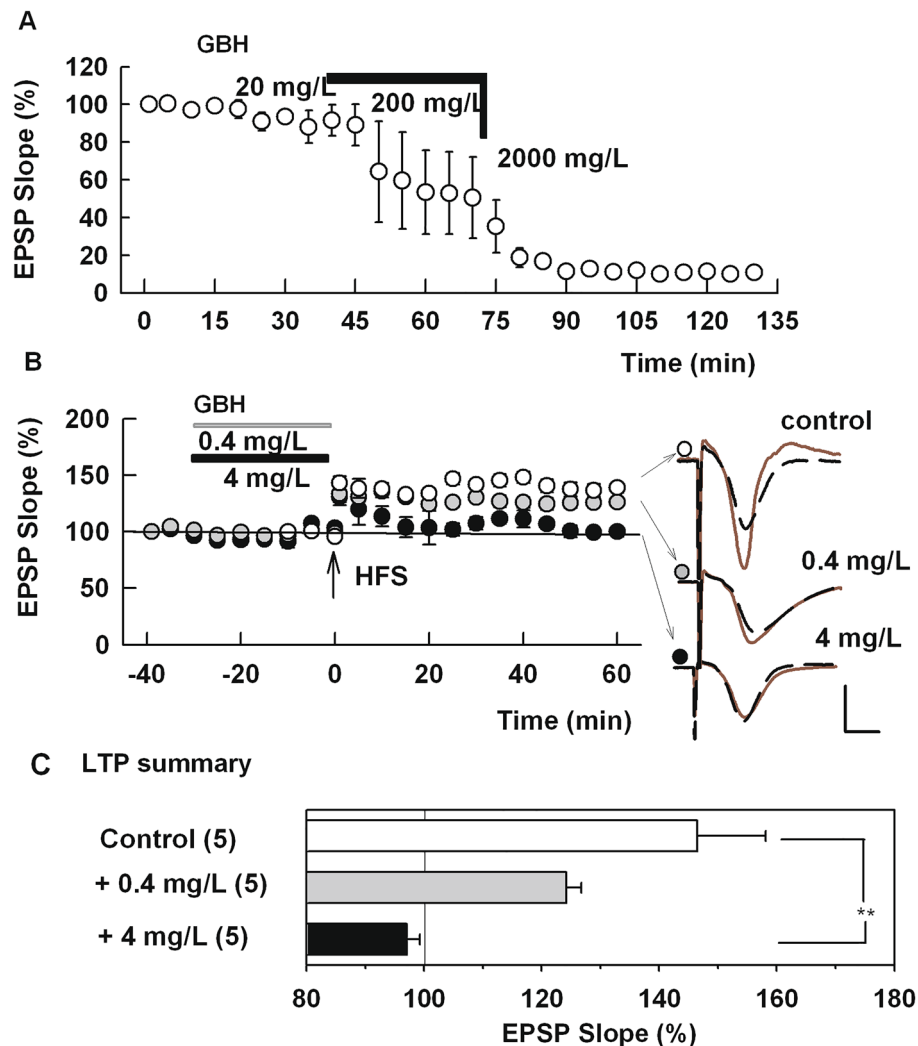 A
GBH
20 mg/L
200 mg/L
2000 mg/L
EPSP Slope (%)
120
100
80
60
40
20
0
0 15 30 45 60 75 90 105 120 135
Time (min)
B
GBH
0.4 mg/L
4 mg/L
HFS
EPSP Slope (%)
200
150
100
50
0
-40 -20 0 20 40 60
Time (min)
control
0.4 mg/L
4 mg/L
C LTP summary
Control (5)
+ 0.4 mg/L (5)
+ 4 mg/L (5)
**
80 100 120 140 160 180
EPSP Slope (%)